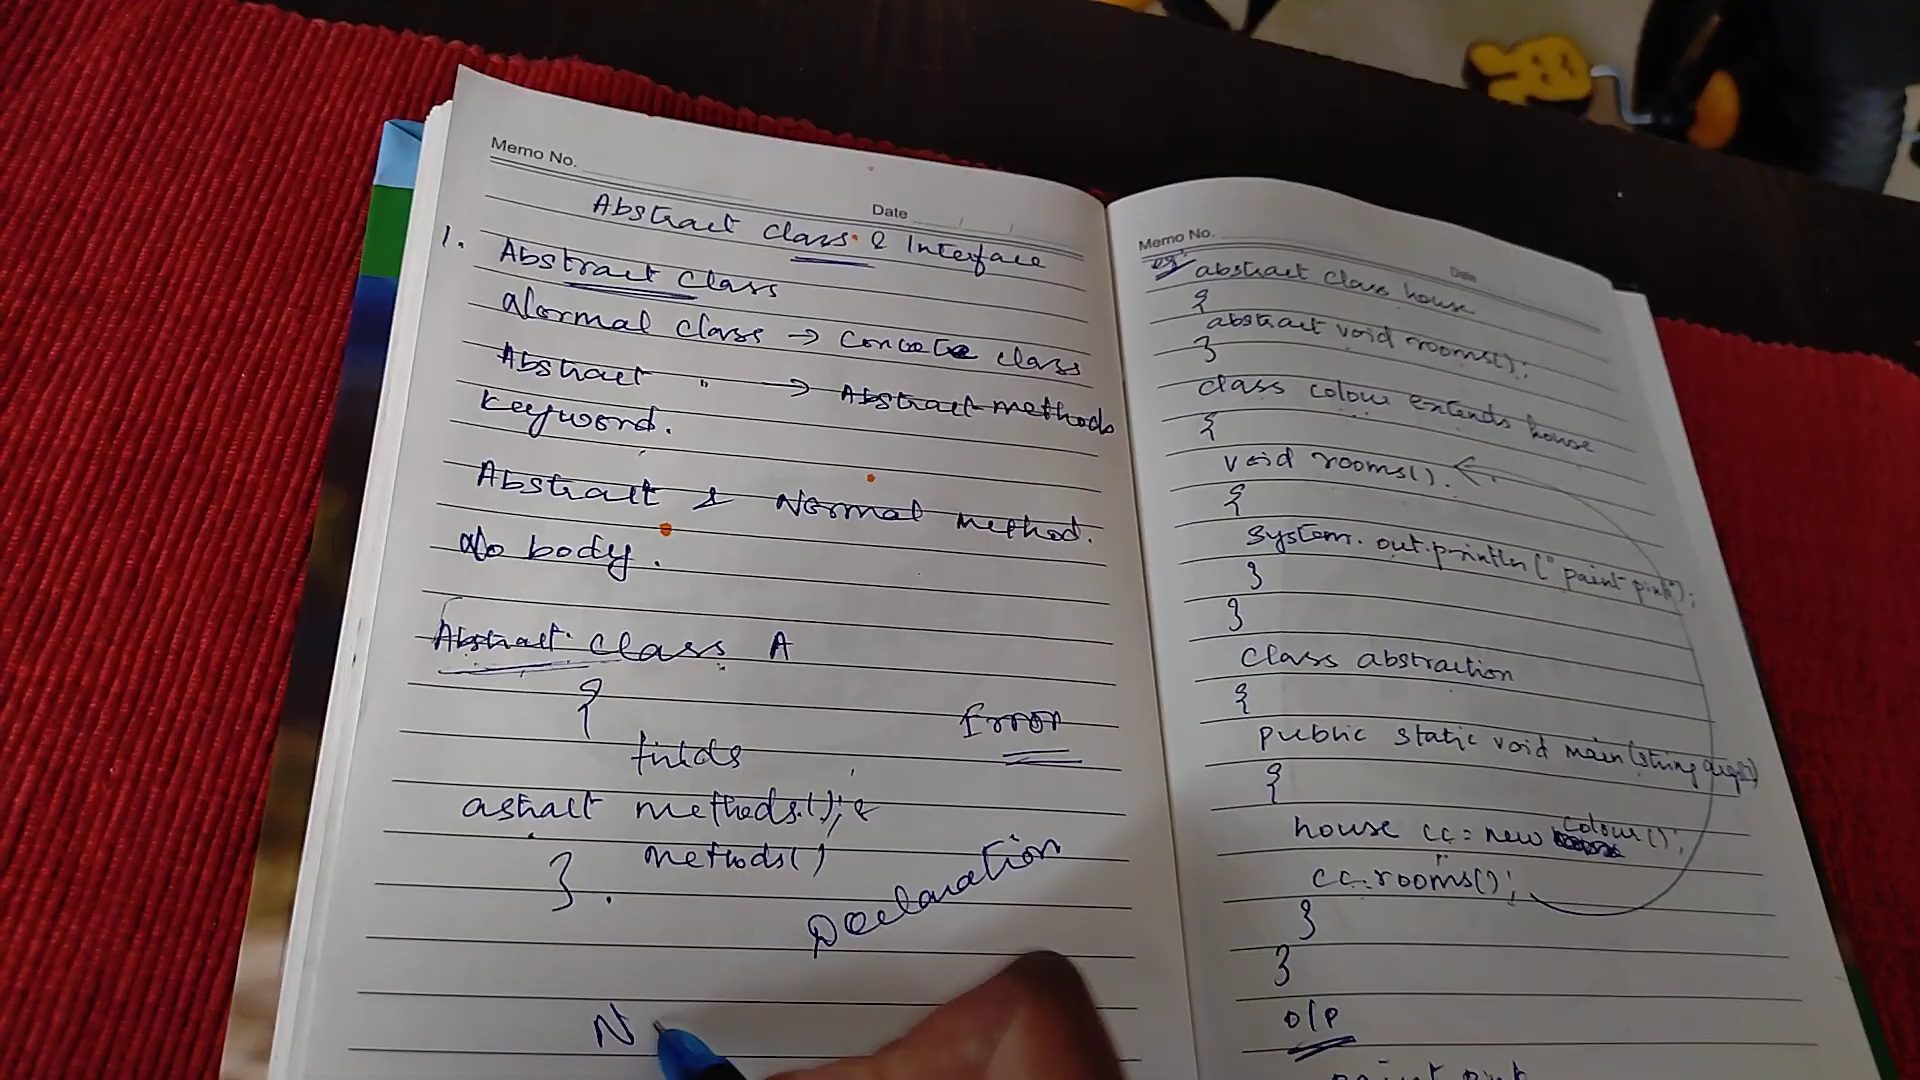 Memo No.
Date
Abstract class & Interface
1. Abstract Class
Normal class → Concrete class
Abstract " → Abstract methods
Keyword.
Abstract & Normal method.
No body.
Abstract class A
{
Error
fields
abstract methods();&
methods()
}.
Declaration
N
Memo No.
Date
eg:
abstract class house
{
abstract void rooms();
}
class colour extends house
{
void rooms().
{
System.out.println("paint pink");
}
}
class abstraction
{
public static void main(string args[])
{
house cc = new colour();
cc.rooms();
}
}
o/p
paint pink